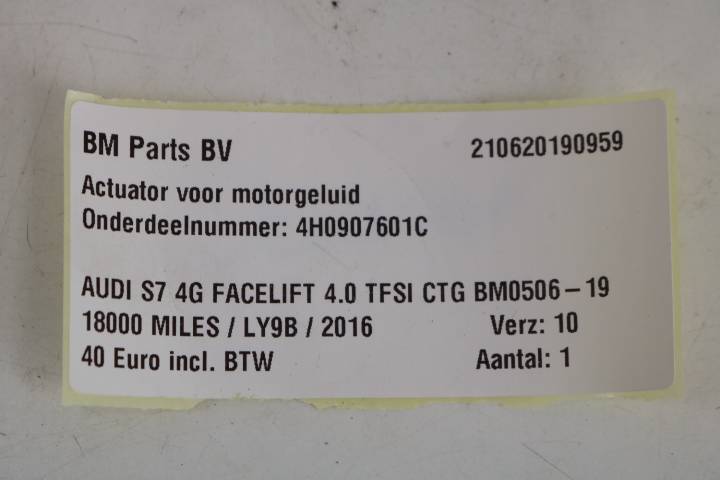 BM Parts BV 210620190959
Actuator voor motorgeluid
Onderdeelnummer: 4H0907601C
AUDI S7 4G FACELIFT 4.0 TFSI CTG BM0506-19
18000 MILES / LY9B / 2016 Verz: 10
40 Euro incl. BTW Aantal: 1